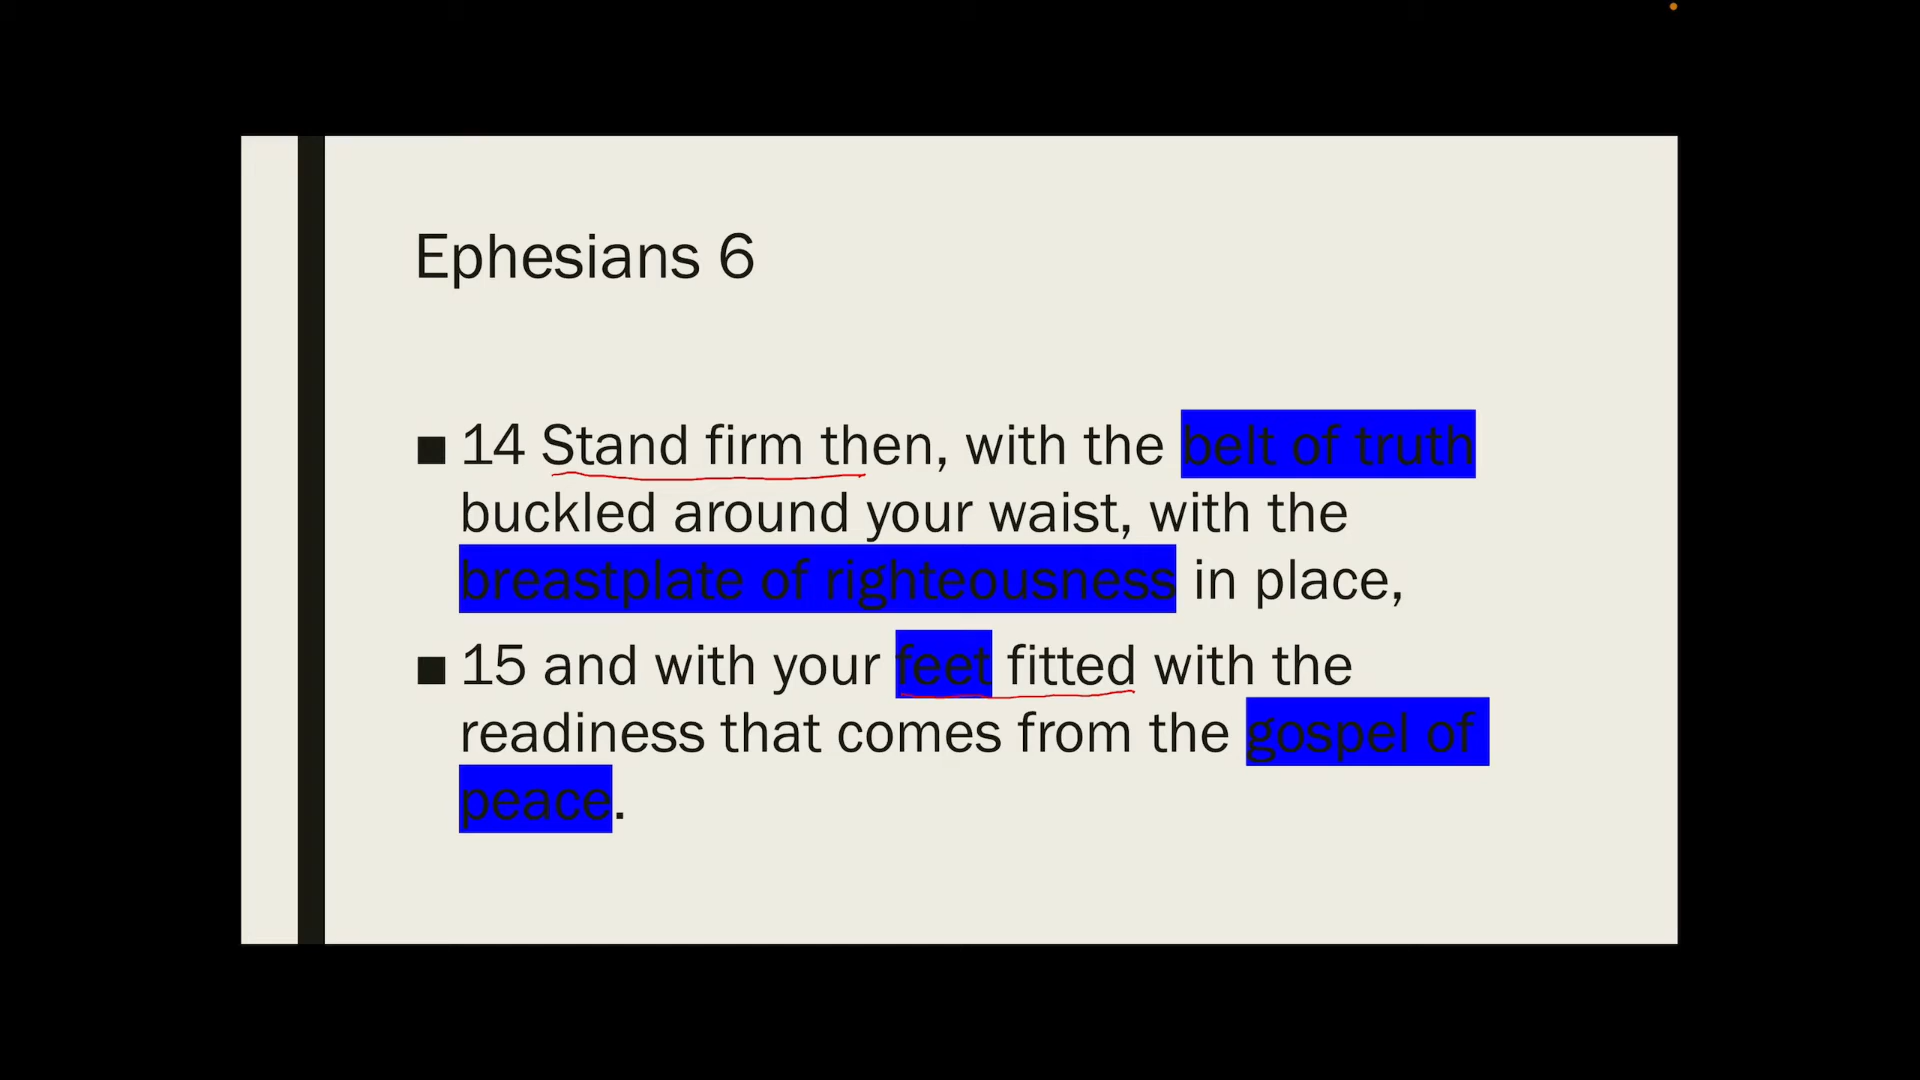 Ephesians 6
■ 14 Stand firm then, with the belt of truth
buckled around your waist, with the
breastplate of righteousness in place,
■ 15 and with your feet fitted with the
readiness that comes from the gospel of
peace.